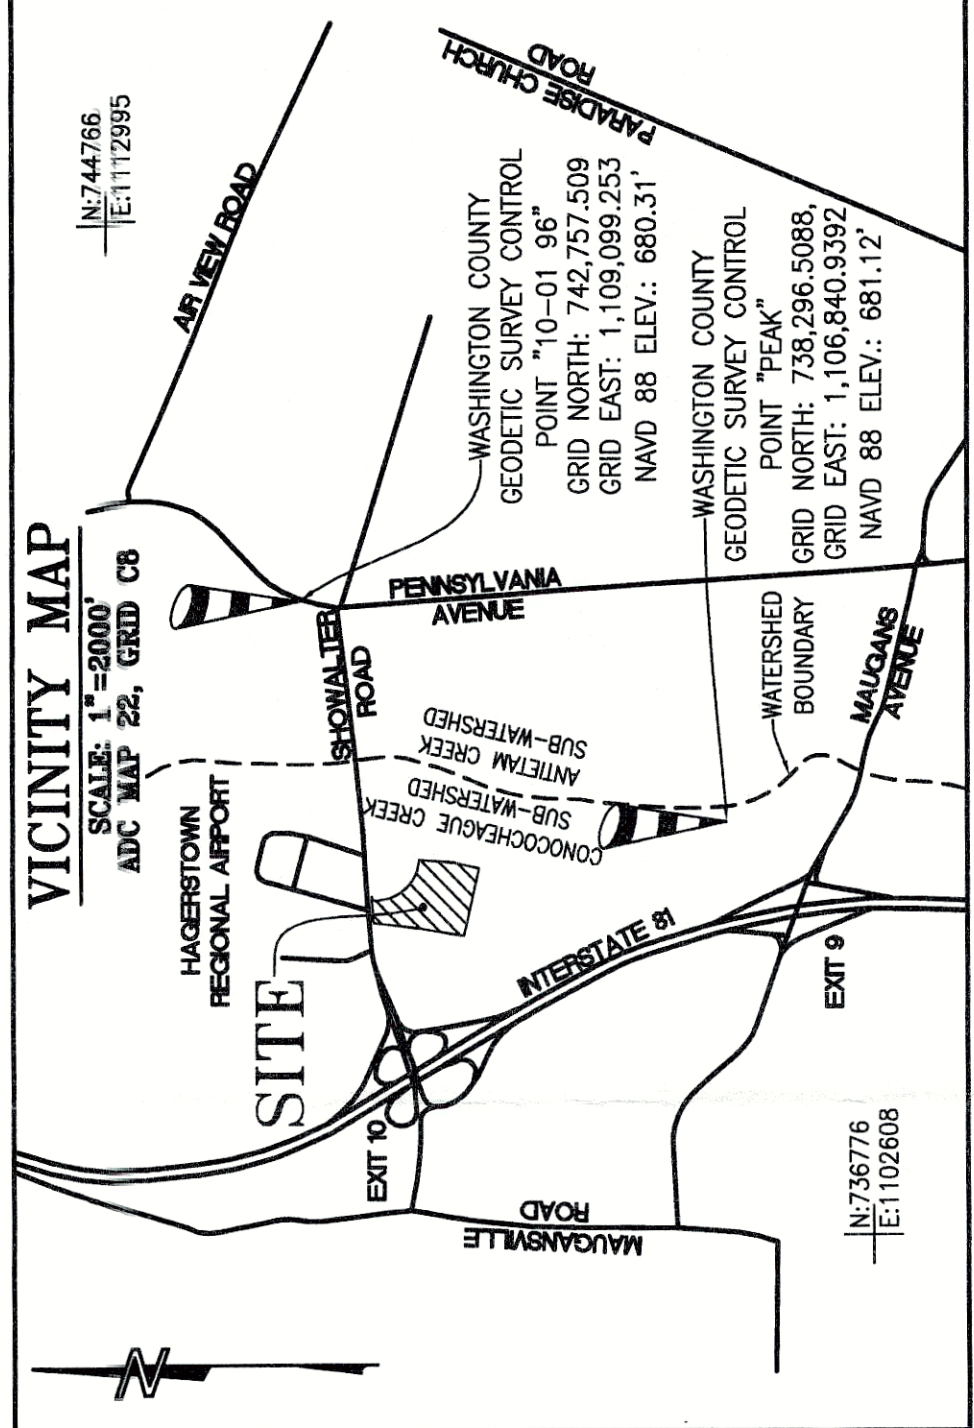 VICINITY MAP
SCALE: 1"=2000'
ADC MAP 22, GRID C8
N:744766
E:1112995
AIR VIEW ROAD
PARADISE CHURCH
ROAD
HAGERSTOWN
REGIONAL AIRPORT
SITE
SHOWALTER
ROAD
PENNSYLVANIA
AVENUE
WASHINGTON COUNTY
GEODETIC SURVEY CONTROL
POINT "10-01 96"
GRID NORTH: 742,757.509
GRID EAST: 1,109,099.253
NAVD 88 ELEV.: 680.31'
WASHINGTON COUNTY
GEODETIC SURVEY CONTROL
POINT "PEAK"
GRID NORTH: 738,296.5088,
GRID EAST: 1,106,840.9392
NAVD 88 ELEV.: 681.12'
ANTIETAM CREEK
SUB-WATERSHED
CONOCOCHEAGUE CREEK
SUB-WATERSHED
WATERSHED
BOUNDARY
MAUGANS
AVENUE
INTERSTATE 81
EXIT 9
EXIT 10
MAUGANSVILLE
ROAD
N:736776
E:1102608
N